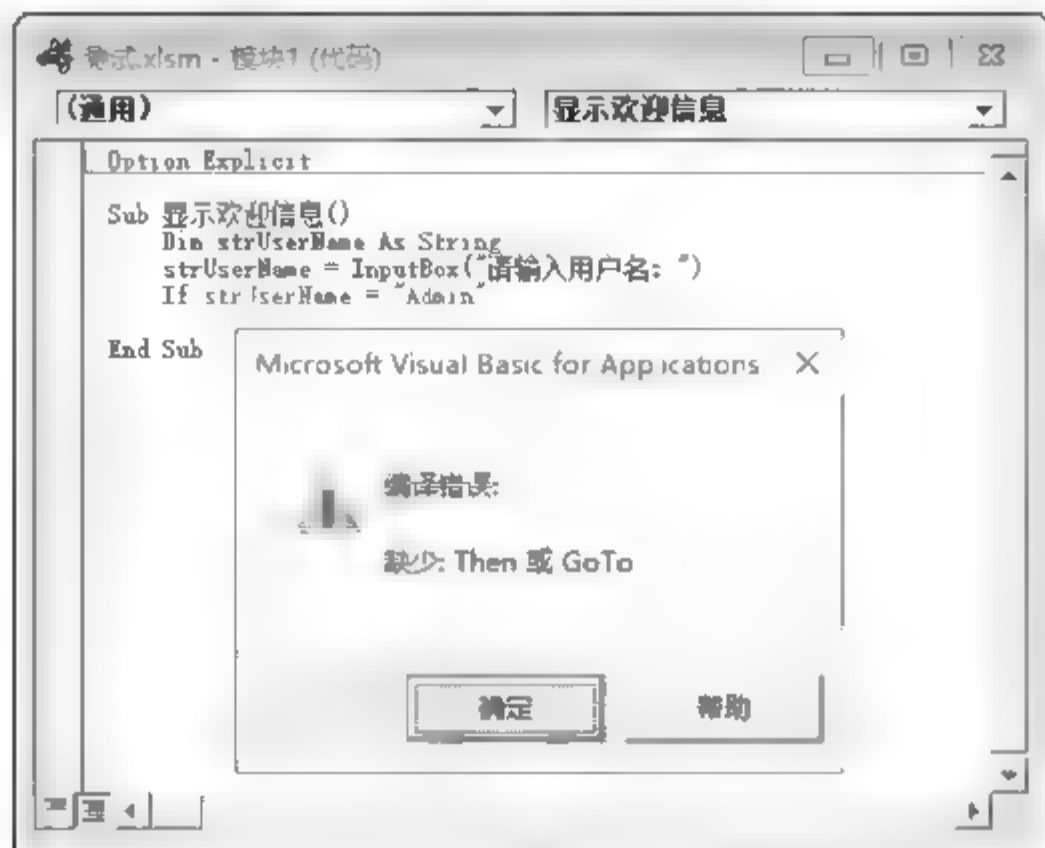 测试.xlsm - 模块1 (代码)
(通用) 显示欢迎信息
Option Explicit
Sub 显示欢迎信息()
Dim strUserName As String
strUserName = InputBox("请输入用户名: ")
If strUserName = "Admin"
End Sub
Microsoft Visual Basic for Applications
编译错误:
缺少: Then 或 GoTo
确定 帮助